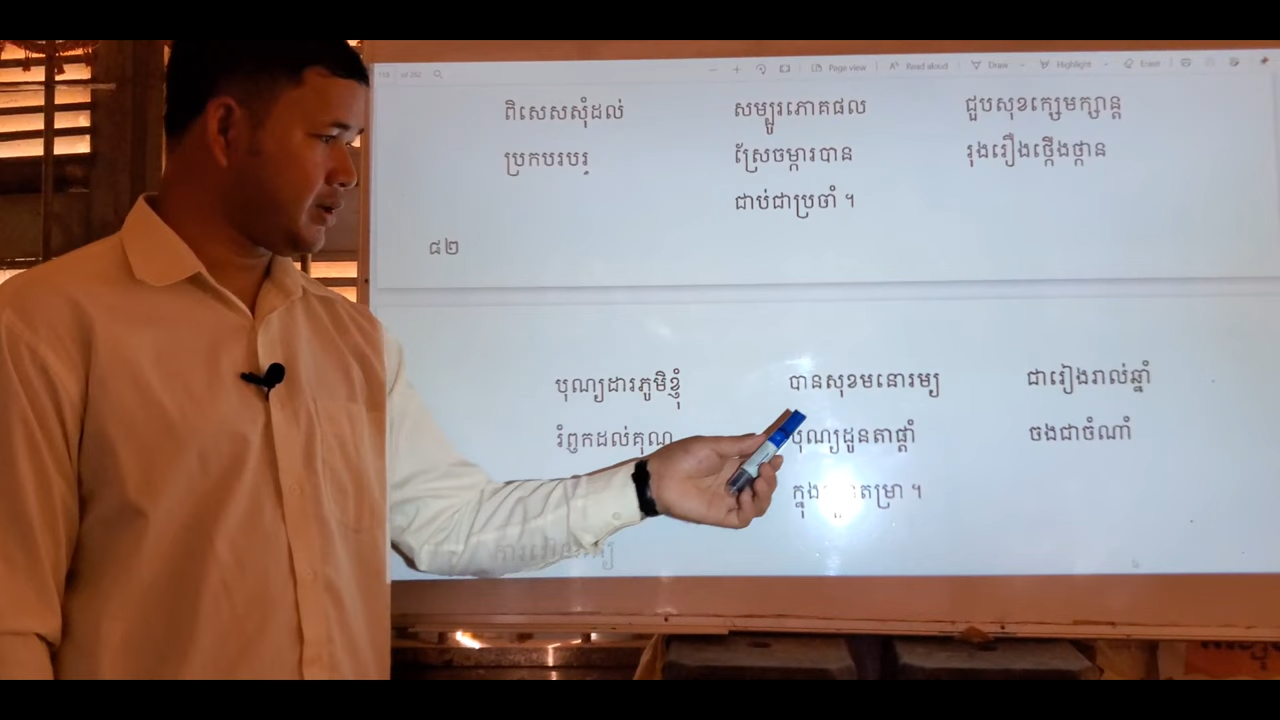 118 of 262 Page view Read aloud Draw Highlight Erase
ពិសេសសុំដល់ សម្បូរភោគផល ជួបសុខក្សេមក្សាន្ត
ប្រកបរបរ ស្រែចម្ការបាន រុងរឿងថ្កើងថ្កាន
ជាប់ជាប្រចាំ ។
៨២
បុណ្យដារភូមិខ្ញុំ បានសុខមនោរម្យ ជារៀងរាល់ឆ្នាំ
រំឭកដល់គុណ បុណ្យដូនតាផ្ដាំ ចងជាចំណាំ
ក្នុង តម្រា ។